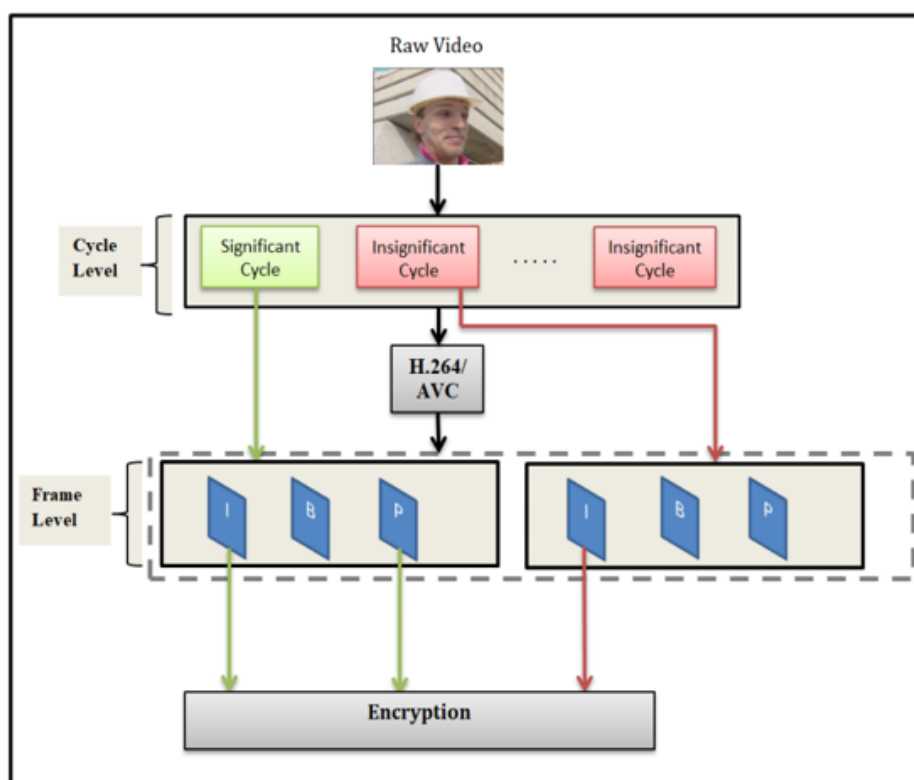 Raw Video
Cycle
Level
Significant
Cycle
Insignificant
Cycle
.....
Insignificant
Cycle
H.264/
AVC
Frame
Level
I
B
P
I
B
P
Encryption